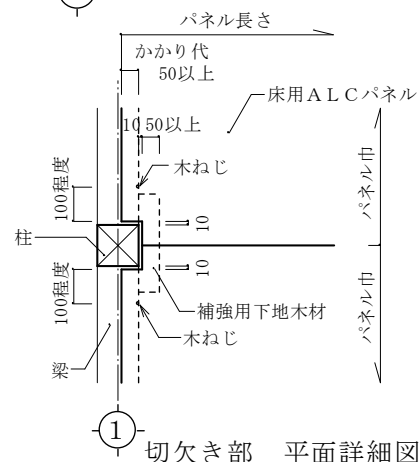 パネル長さ
かかり代
50以上
床用ALCパネル
10 50以上
木ねじ
100程度
パネル巾
10
柱
10
100程度
パネル巾
補強用下地木材
木ねじ
梁
1
切欠き部 平面詳細図